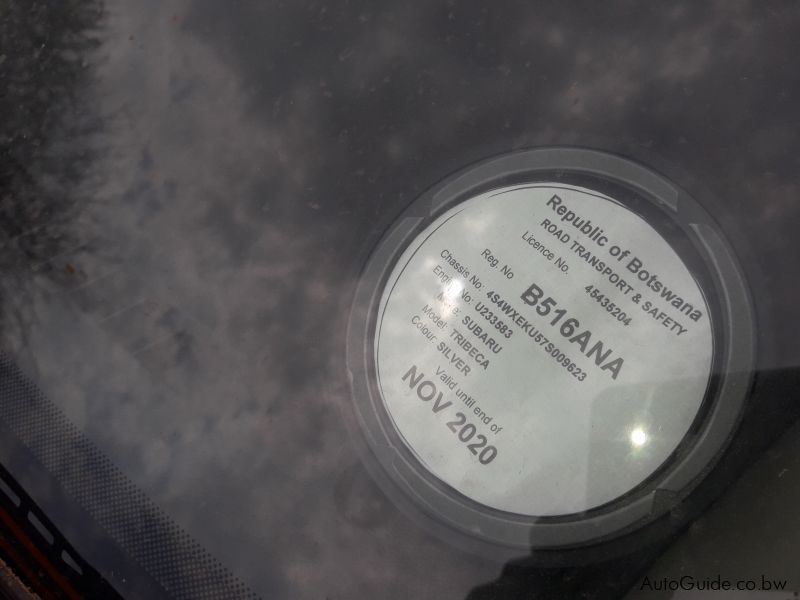 Republic of Botswana
ROAD TRANSPORT & SAFETY
Licence No. 45435204
Reg. No B516ANA
Chassis No: 4S4WXEKU57S009623
Engine No: U233583
Make: SUBARU
Model: TRIBECA
Colour: SILVER
Valid until end of
NOV 2020
AutoGuide.co.bw